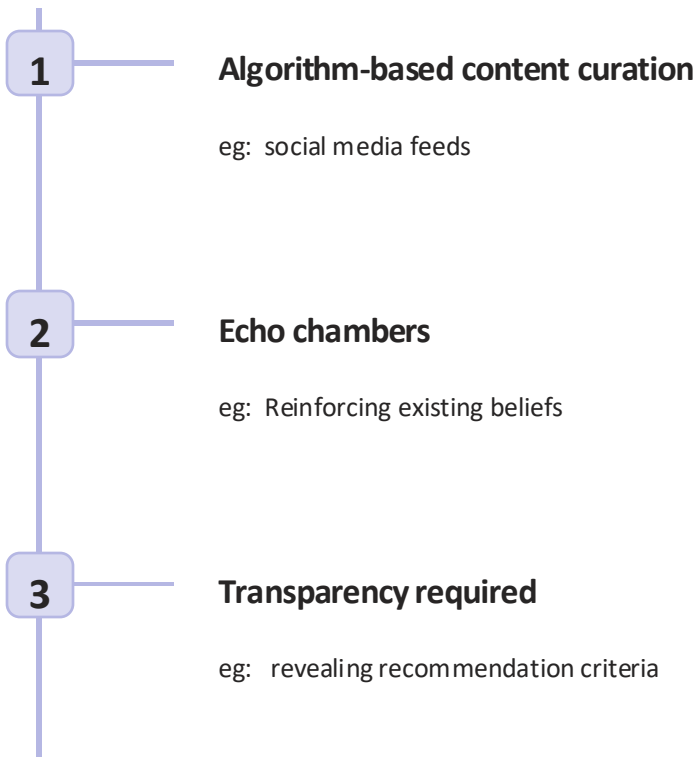 1
Algorithm-based content curation
eg: social media feeds
2
Echo chambers
eg: Reinforcing existing beliefs
3
Transparency required
eg: revealing recommendation criteria